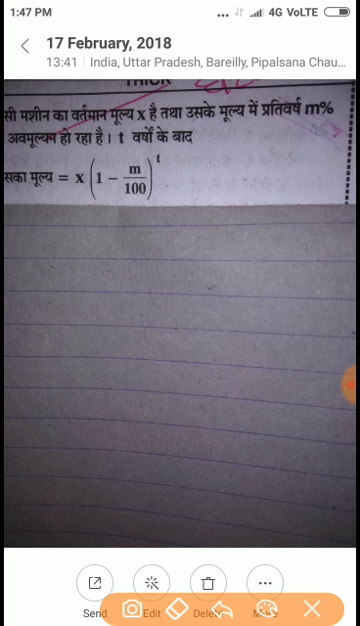 1:47 PM ... 4G VoLTE
17 February, 2018
13:41 | India, Uttar Pradesh, Bareilly, Pipalsana Chau...
सी मशीन का वर्तमान मूल्य x है तथा उसके मूल्य में प्रतिवर्ष m%
अवमूल्यन हो रहा है। t वर्षों के बाद
सका मूल्य = x (1 − m/100)^t
Send Edit Delete More